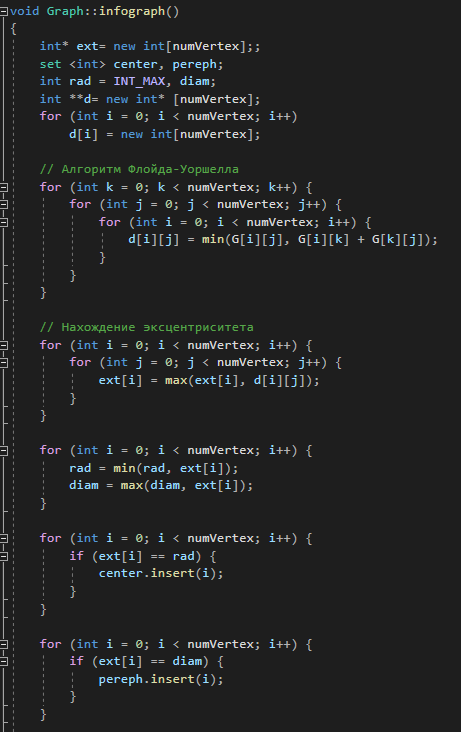 void Graph::infograph()
{
    int* ext= new int[numVertex];;
    set <int> center, pereph;
    int rad = INT_MAX, diam;
    int **d= new int* [numVertex];
    for (int i = 0; i < numVertex; i++)
        d[i] = new int[numVertex];

    // Алгоритм Флойда-Уоршелла
    for (int k = 0; k < numVertex; k++) {
        for (int j = 0; j < numVertex; j++) {
            for (int i = 0; i < numVertex; i++) {
                d[i][j] = min(G[i][j], G[i][k] + G[k][j]);
            }
        }
    }

    // Нахождение эксцентриситета
    for (int i = 0; i < numVertex; i++) {
        for (int j = 0; j < numVertex; j++) {
            ext[i] = max(ext[i], d[i][j]);
        }
    }

    for (int i = 0; i < numVertex; i++) {
        rad = min(rad, ext[i]);
        diam = max(diam, ext[i]);
    }

    for (int i = 0; i < numVertex; i++) {
        if (ext[i] == rad) {
            center.insert(i);
        }
    }

    for (int i = 0; i < numVertex; i++) {
        if (ext[i] == diam) {
            pereph.insert(i);
        }
    }